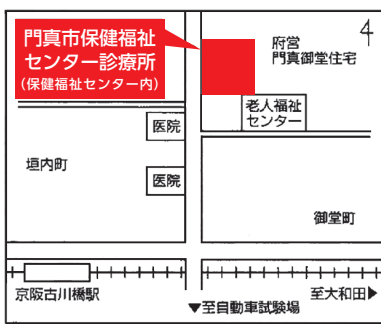 門真市保健福祉
センター診療所
(保健福祉センター内)
府営
門真御堂住宅
老人福祉
センター
医院
垣内町
医院
御堂町
京阪古川橋駅
至大和田▶
▼至自動車試験場